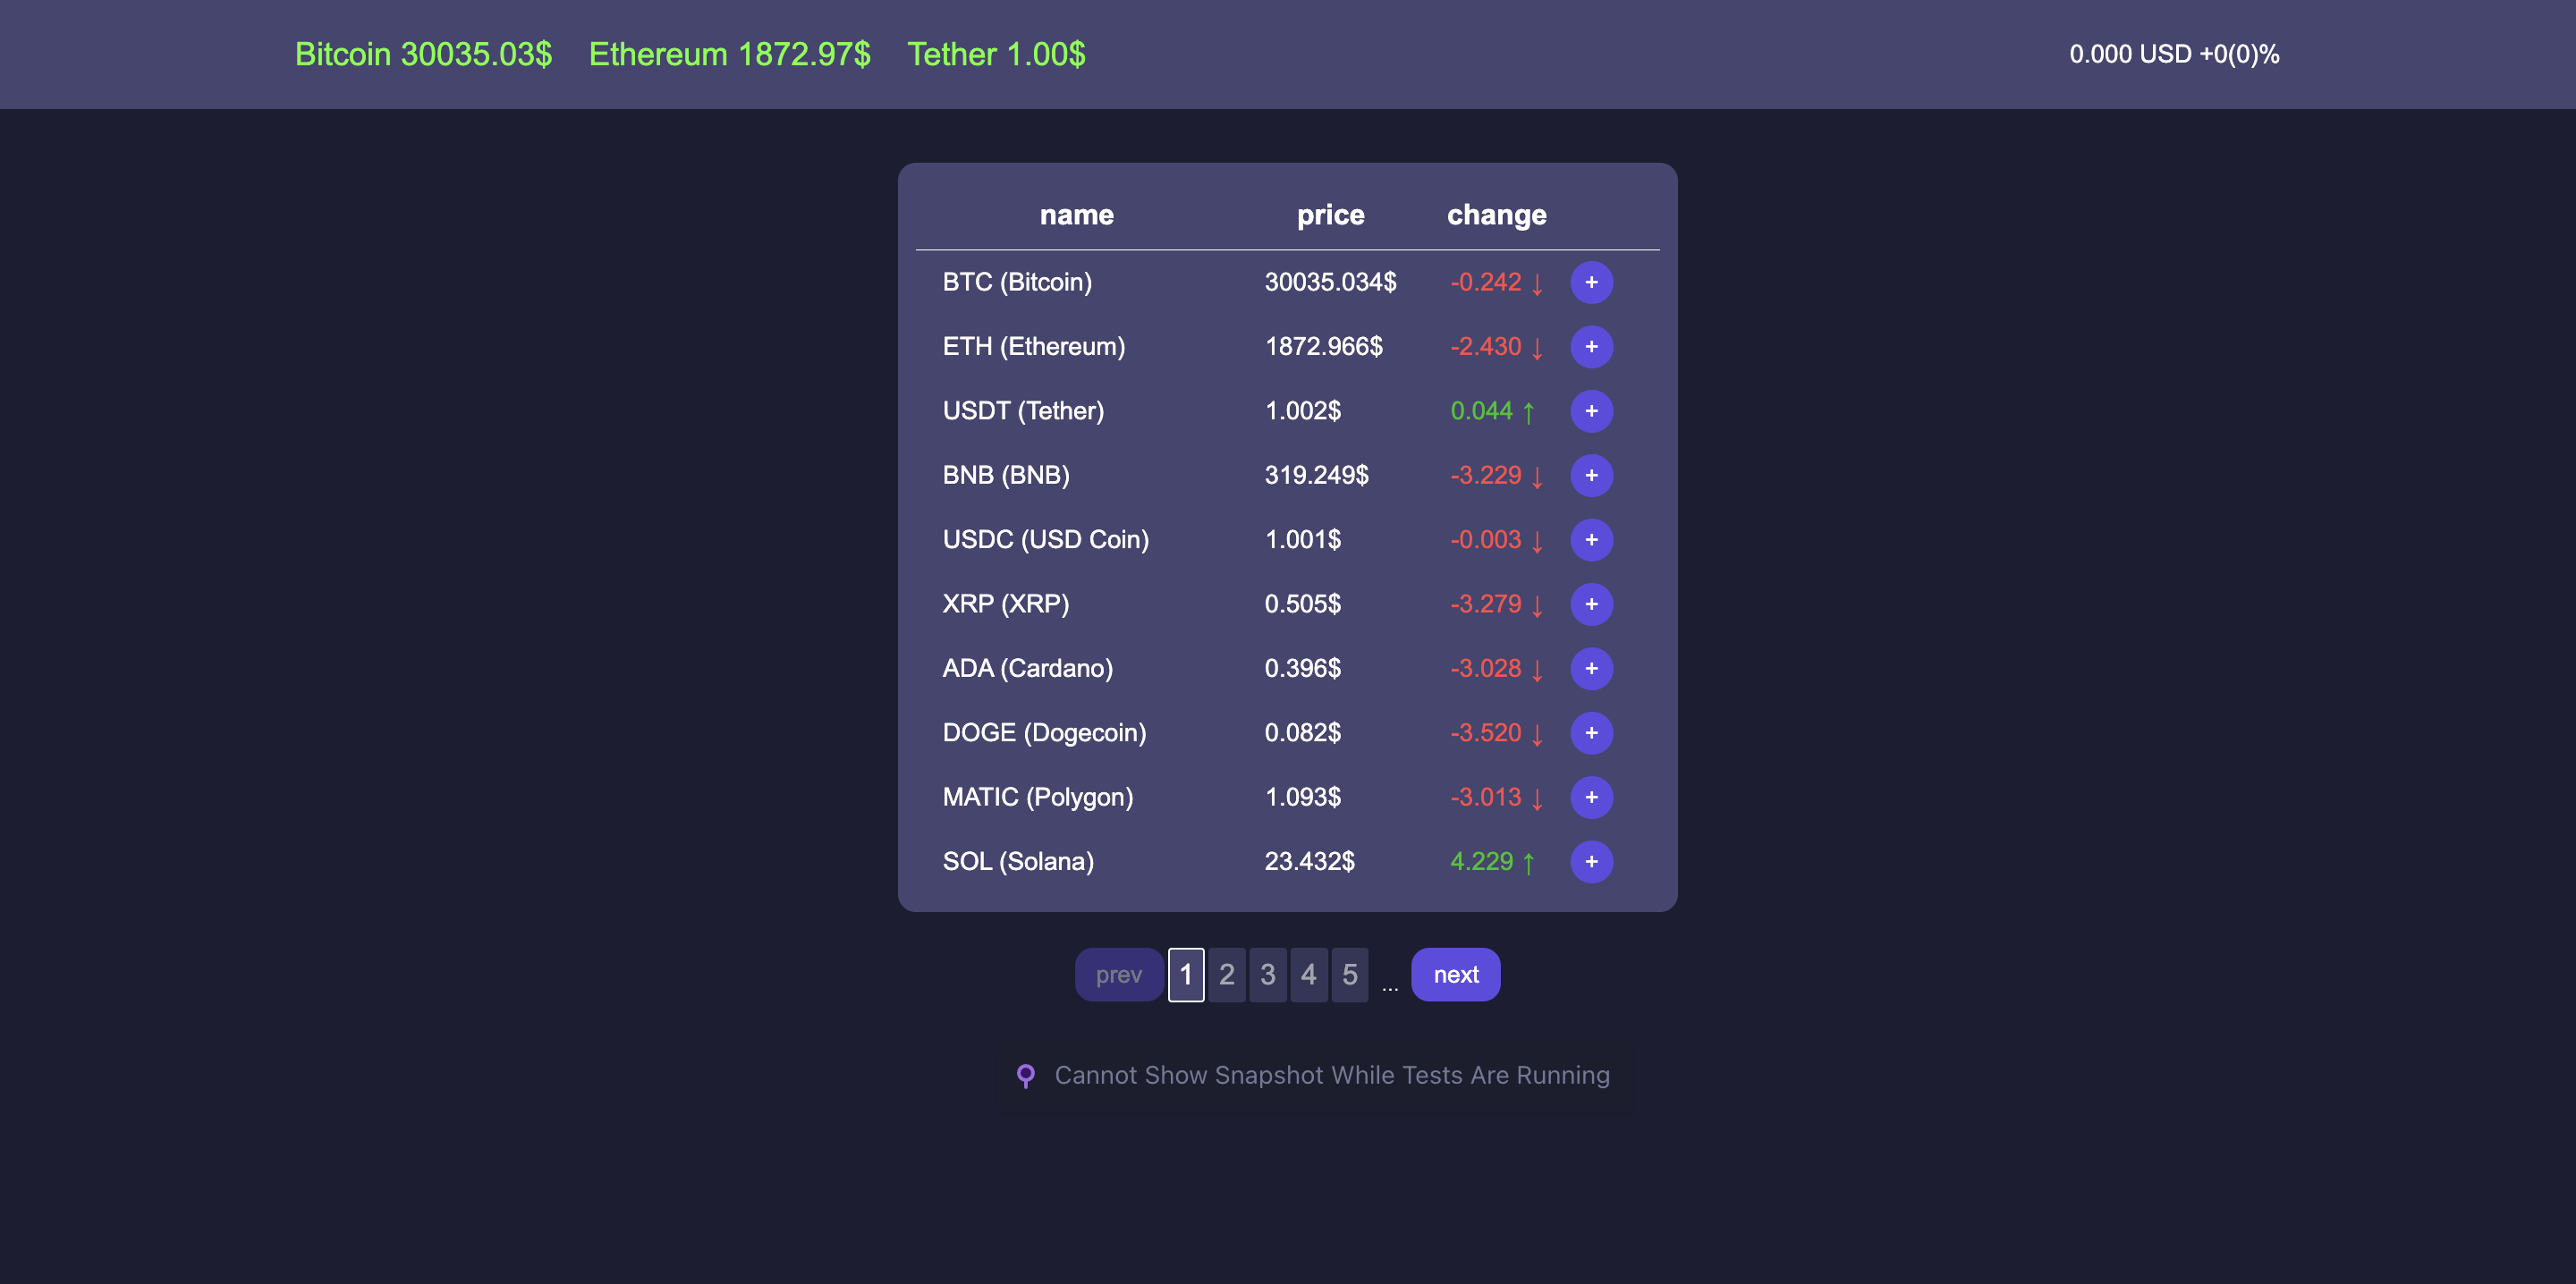 Bitcoin 30035.03$ Ethereum 1872.97$ Tether 1.00$ 0.000 USD +0(0)%
name price change
BTC (Bitcoin) 30035.034$ -0.242 ↓ +
ETH (Ethereum) 1872.966$ -2.430 ↓ +
USDT (Tether) 1.002$ 0.044 ↑ +
BNB (BNB) 319.249$ -3.229 ↓ +
USDC (USD Coin) 1.001$ -0.003 ↓ +
XRP (XRP) 0.505$ -3.279 ↓ +
ADA (Cardano) 0.396$ -3.028 ↓ +
DOGE (Dogecoin) 0.082$ -3.520 ↓ +
MATIC (Polygon) 1.093$ -3.013 ↓ +
SOL (Solana) 23.432$ 4.229 ↑ +
prev 1 2 3 4 5 ... next
Cannot Show Snapshot While Tests Are Running